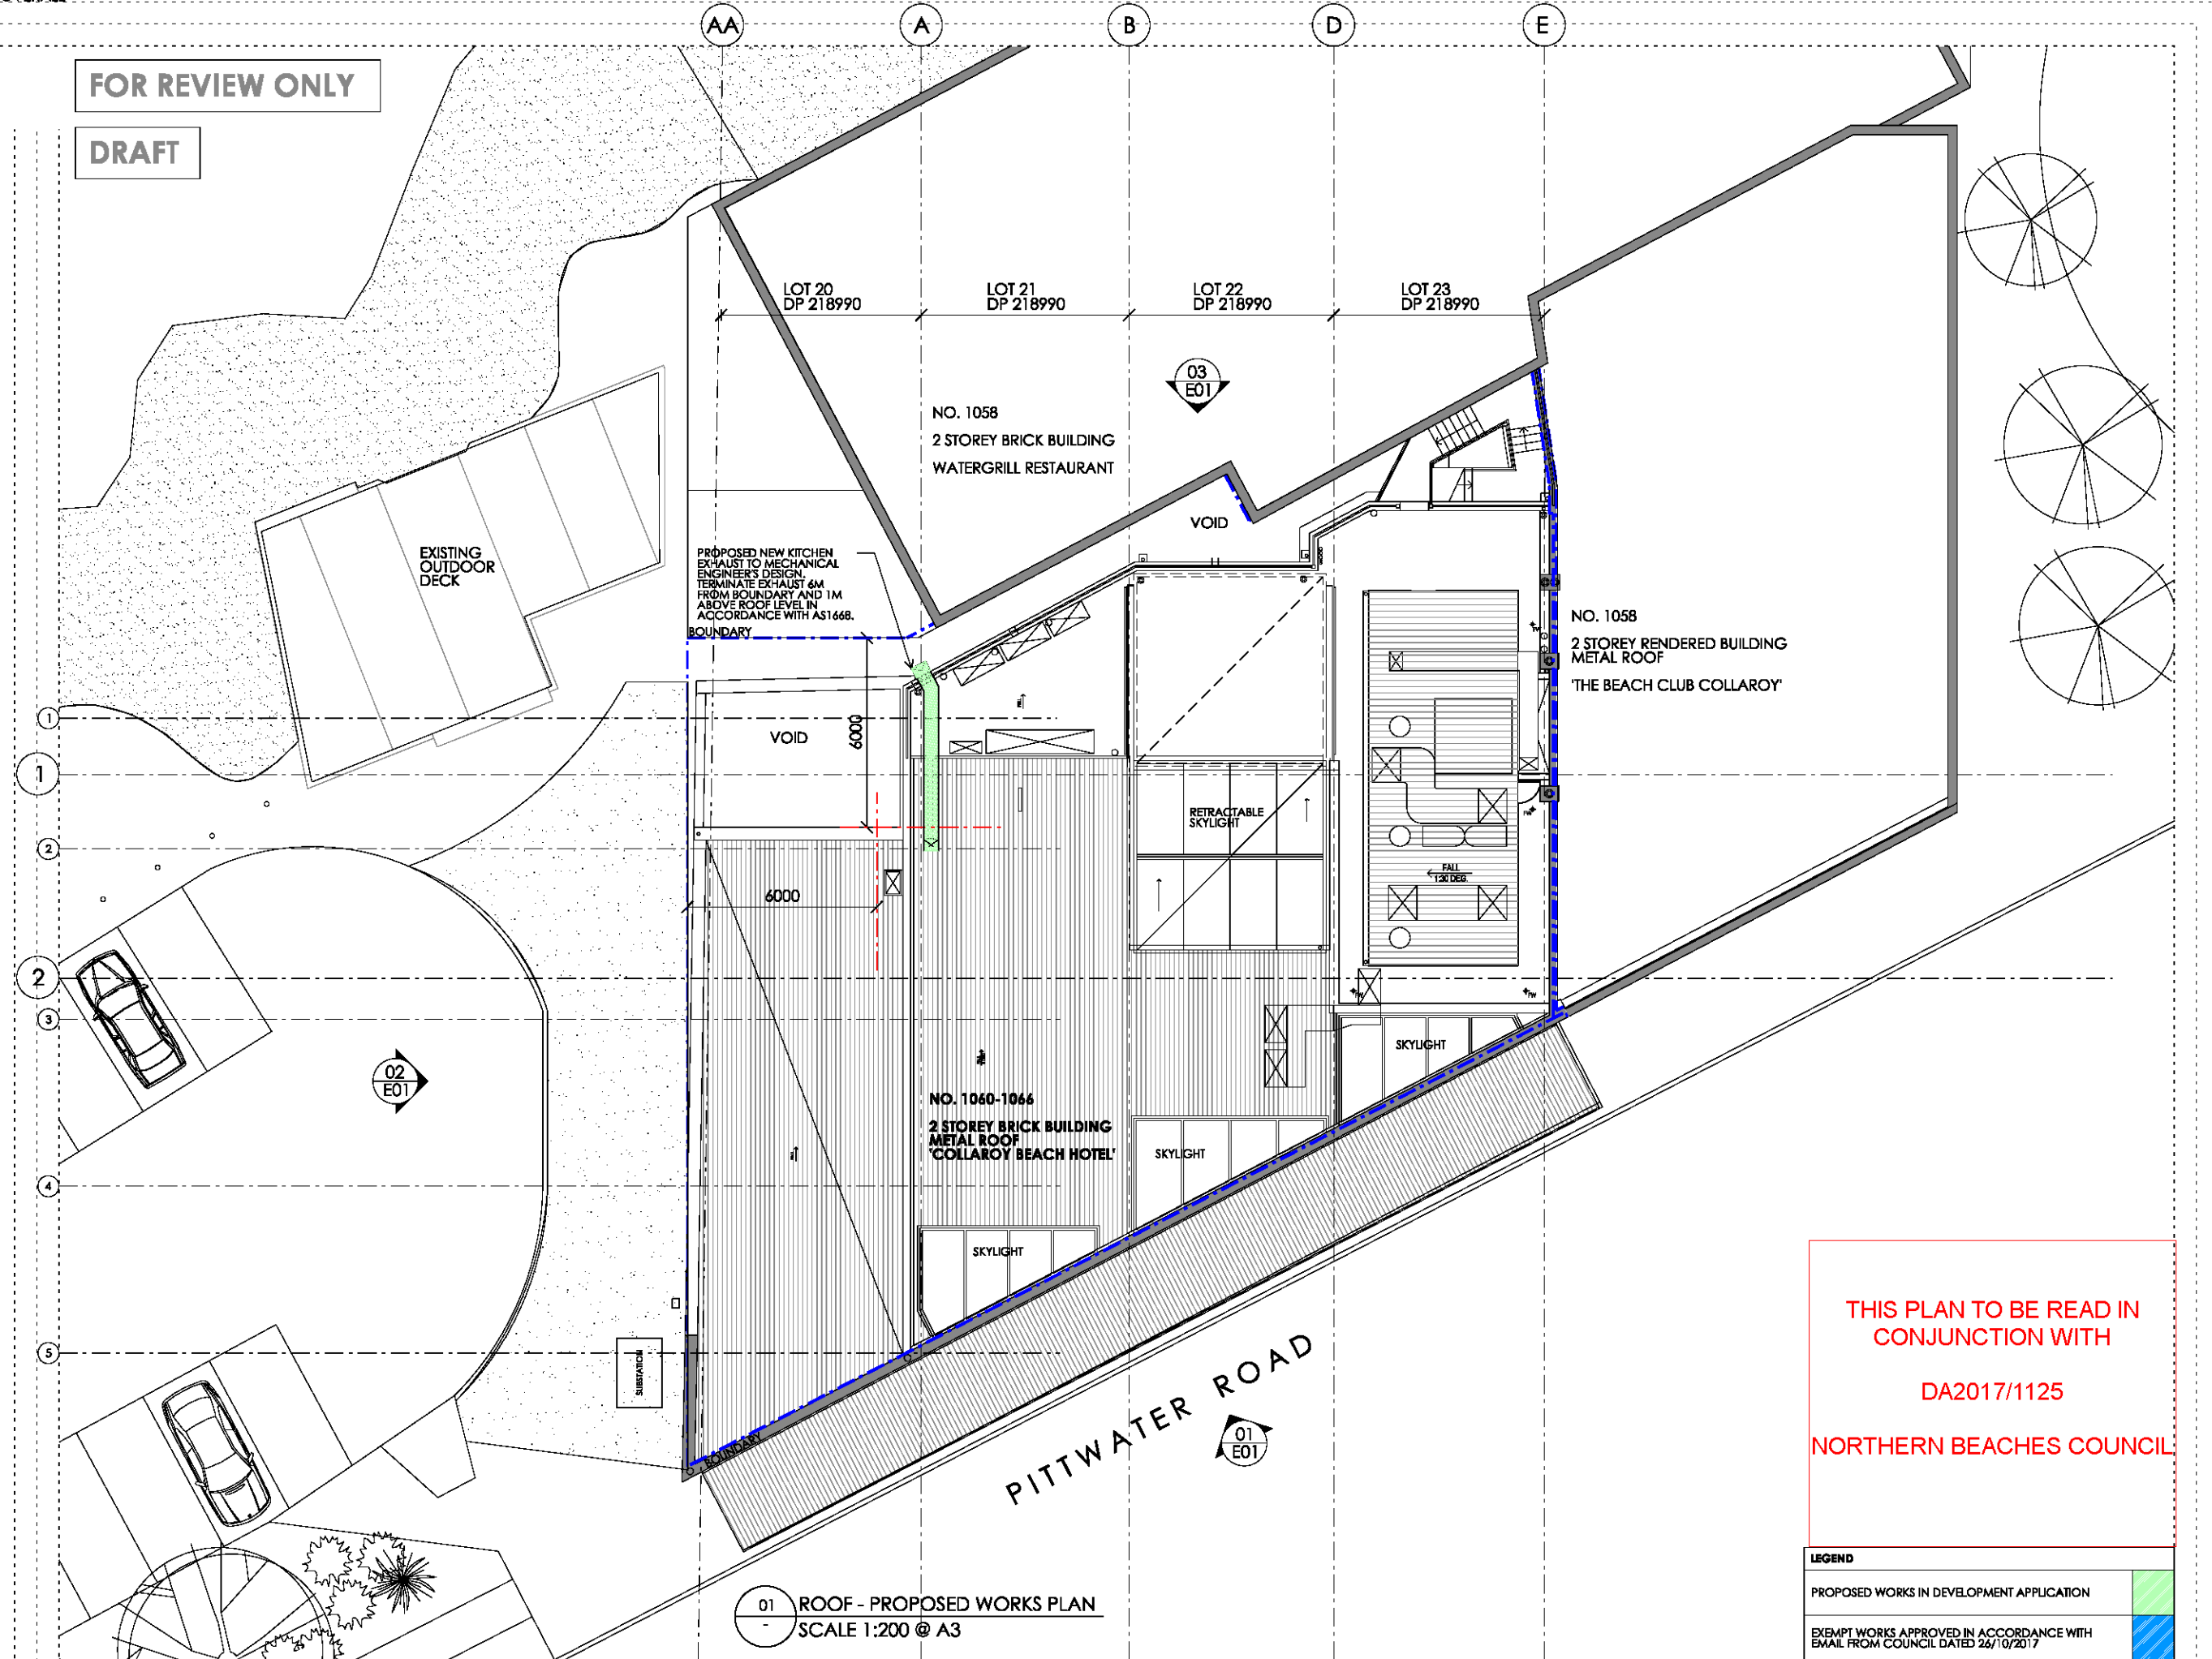 AA
A
B
D
E
FOR REVIEW ONLY
DRAFT
LOT 20
DP 218990
LOT 21
DP 218990
LOT 22
DP 218990
LOT 23
DP 218990
03
E01
NO. 1058
2 STOREY BRICK BUILDING
WATERGRILL RESTAURANT
VOID
EXISTING
OUTDOOR
DECK
PROPOSED NEW KITCHEN
EXHAUST TO MECHANICAL
ENGINEER'S DESIGN.
TERMINATE EXHAUST 6M
FROM BOUNDARY AND 1M
ABOVE ROOF LEVEL IN
ACCORDANCE WITH AS1668.
BOUNDARY
NO. 1058
2 STOREY RENDERED BUILDING
METAL ROOF
'THE BEACH CLUB COLLAROY'
1
VOID
6000
1
RETRACTABLE
SKYLIGHT
2
FALL
1:30 DEG.
6000
2
FW
FW
3
SKYLIGHT
02
E01
NO. 1060-1066
2 STOREY BRICK BUILDING
METAL ROOF
'COLLAROY BEACH HOTEL'
SKYLIGHT
4
SKYLIGHT
5
SUBSTATION
BOUNDARY
PITTWATER ROAD
01
E01
THIS PLAN TO BE READ IN
CONJUNCTION WITH
DA2017/1125
NORTHERN BEACHES COUNCIL
LEGEND
PROPOSED WORKS IN DEVELOPMENT APPLICATION
EXEMPT WORKS APPROVED IN ACCORDANCE WITH
EMAIL FROM COUNCIL DATED 26/10/2017
01
-
ROOF - PROPOSED WORKS PLAN
SCALE 1:200 @ A3